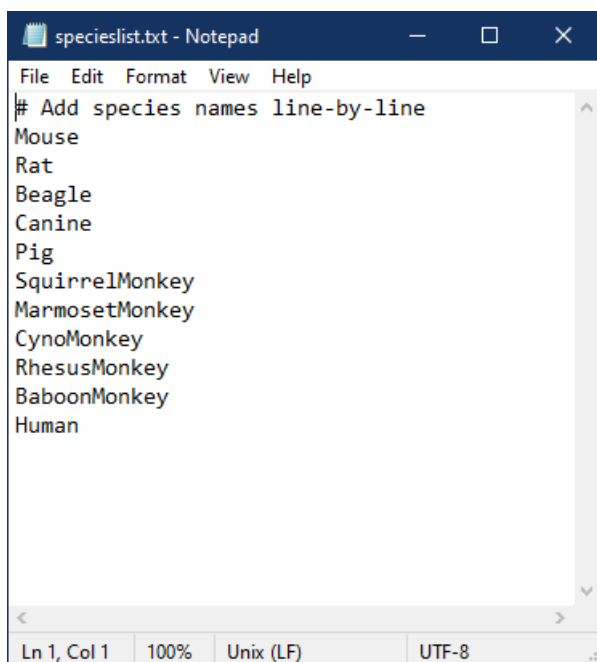 specieslist.txt - Notepad
File Edit Format View Help
# Add species names line-by-line
Mouse
Rat
Beagle
Canine
Pig
SquirrelMonkey
MarmosetMonkey
CynoMonkey
RhesusMonkey
BaboonMonkey
Human
Ln 1, Col 1 100% Unix (LF) UTF-8